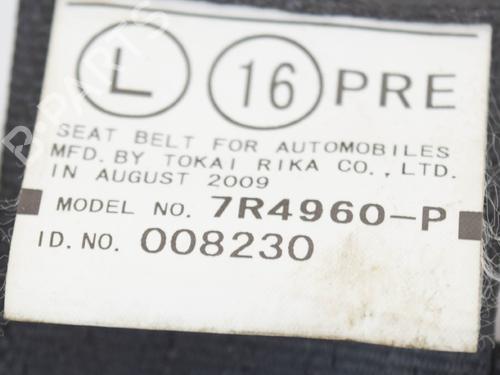 L 16 PRE
SEAT BELT FOR AUTOMOBILES
MFD. BY TOKAI RIKA CO., LTD.
IN AUGUST 2009
MODEL NO. 7R4960-P
ID. NO. 008230